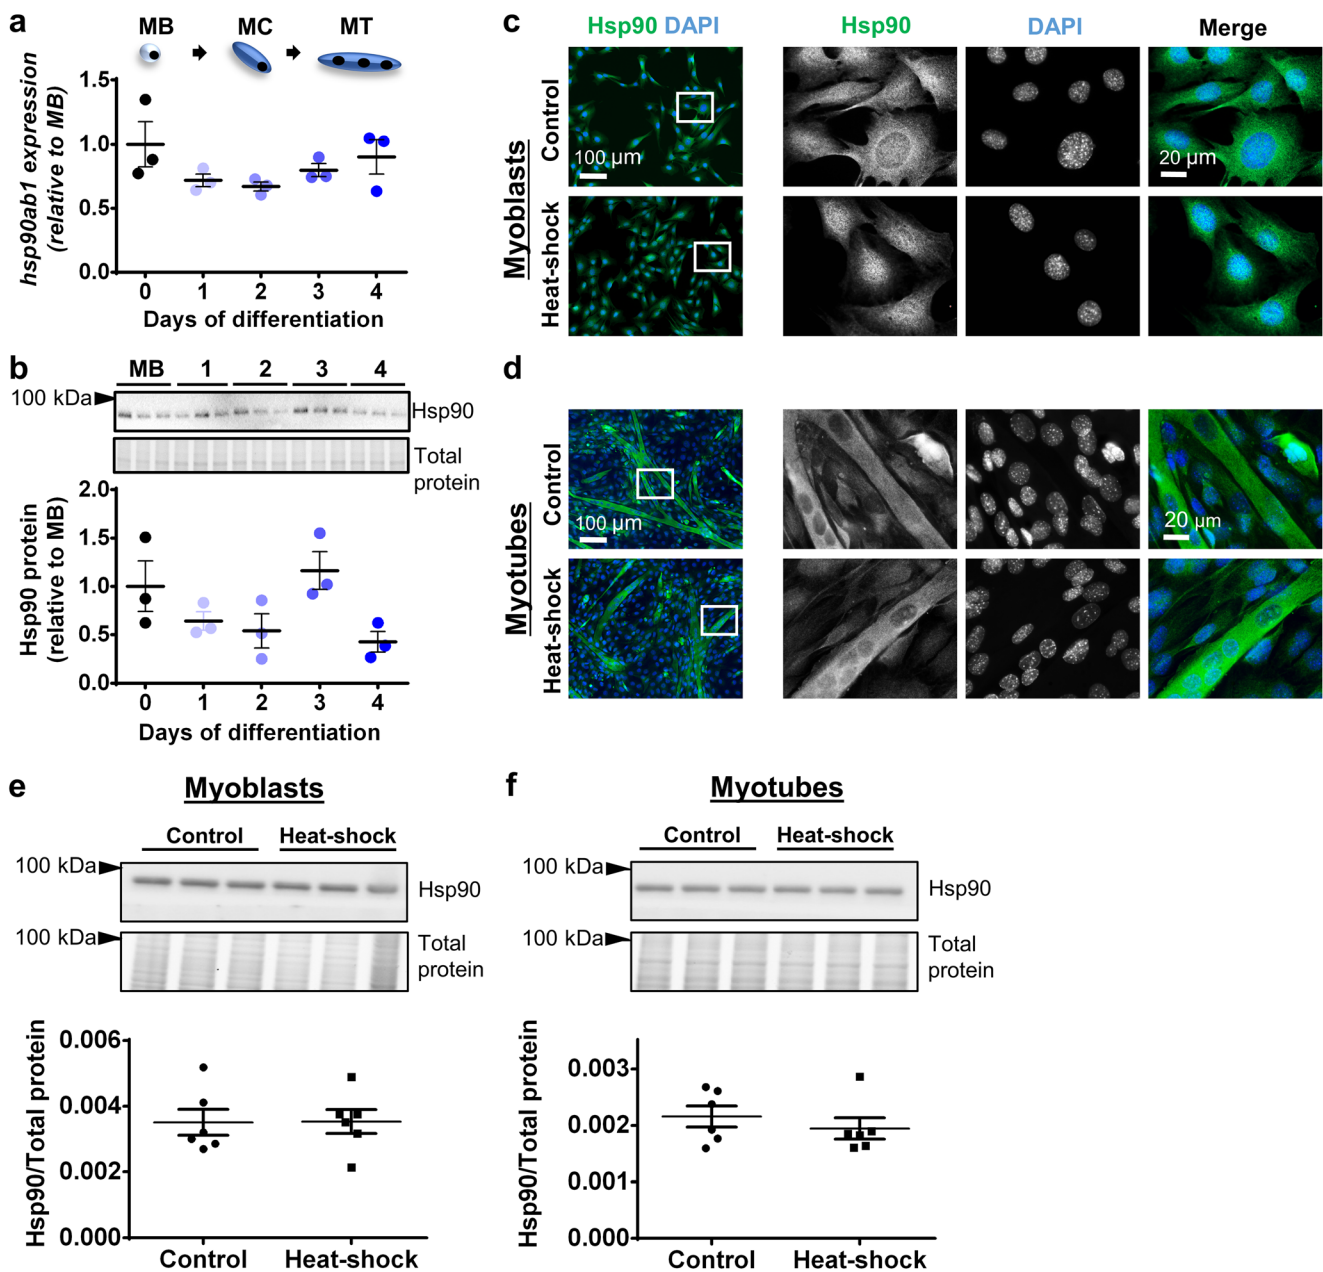 a
MB MC MT
hsp90ab1 expression
(relative to MB)
1.5
1.0
0.5
0.0
0 1 2 3 4
Days of differentiation
b
MB 1 2 3 4
100 kDa
Hsp90
Total
protein
Hsp90 protein
(relative to MB)
2.0
1.5
1.0
0.5
0.0
0 1 2 3 4
Days of differentiation
c
Hsp90 DAPI Hsp90 DAPI Merge
Myoblasts
Control
100 µm
20 µm
Heat-shock
d
Myotubes
Control
100 µm
20 µm
Heat-shock
e
Myoblasts
Control Heat-shock
100 kDa
Hsp90
100 kDa
Total
protein
Hsp90/Total protein
0.006
0.004
0.002
0.000
Control Heat-shock
f
Myotubes
Control Heat-shock
100 kDa
Hsp90
100 kDa
Total
protein
Hsp90/Total protein
0.003
0.002
0.001
0.000
Control Heat-shock